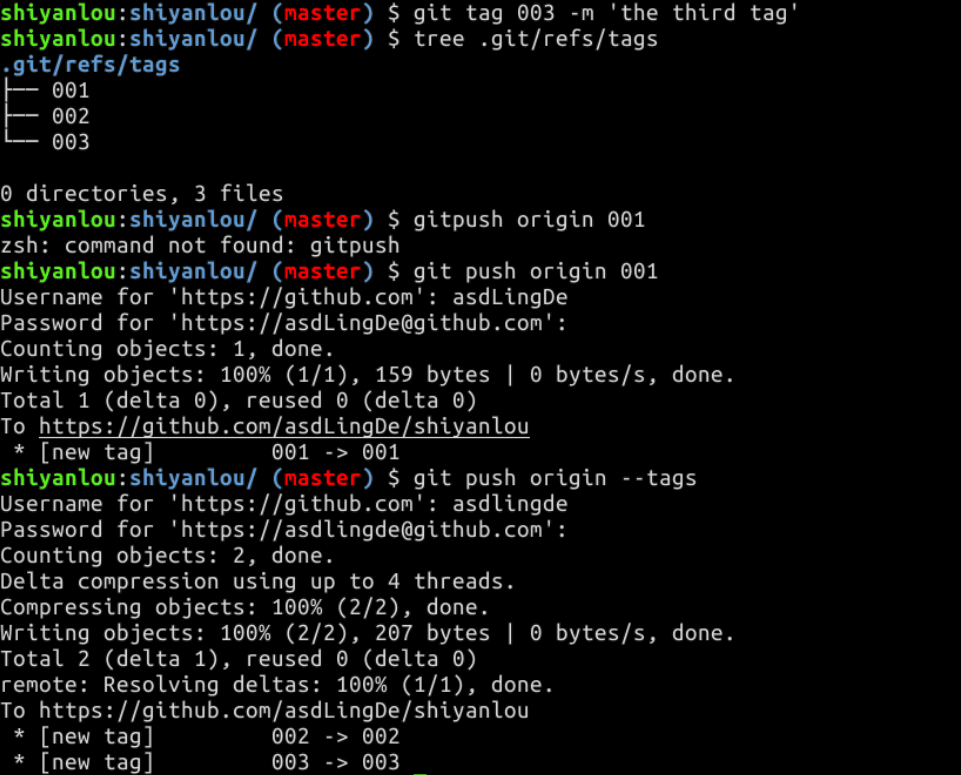 shiyanlou:shiyanlou/ (master) $ git tag 003 -m 'the third tag'
shiyanlou:shiyanlou/ (master) $ tree .git/refs/tags
.git/refs/tags
├── 001
├── 002
└── 003
0 directories, 3 files
shiyanlou:shiyanlou/ (master) $ gitpush origin 001
zsh: command not found: gitpush
shiyanlou:shiyanlou/ (master) $ git push origin 001
Username for 'https://github.com': asdLingDe
Password for 'https://asdLingDe@github.com':
Counting objects: 1, done.
Writing objects: 100% (1/1), 159 bytes | 0 bytes/s, done.
Total 1 (delta 0), reused 0 (delta 0)
To https://github.com/asdLingDe/shiyanlou
 * [new tag]         001 -> 001
shiyanlou:shiyanlou/ (master) $ git push origin --tags
Username for 'https://github.com': asdlingde
Password for 'https://asdlingde@github.com':
Counting objects: 2, done.
Delta compression using up to 4 threads.
Compressing objects: 100% (2/2), done.
Writing objects: 100% (2/2), 207 bytes | 0 bytes/s, done.
Total 2 (delta 1), reused 0 (delta 0)
remote: Resolving deltas: 100% (1/1), done.
To https://github.com/asdLingDe/shiyanlou
 * [new tag]         002 -> 002
 * [new tag]         003 -> 003